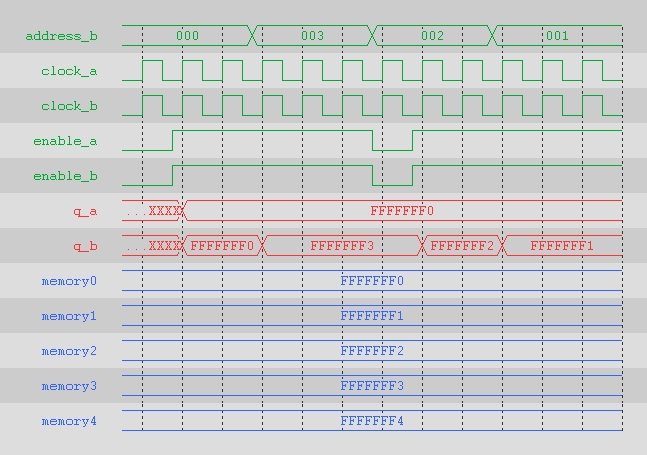 address_b 000 003 002 001
clock_a
clock_b
enable_a
enable_b
q_a ...XXXX FFFFFFF0
q_b ...XXXX FFFFFFF0 FFFFFFF3 FFFFFFF2 FFFFFFF1
memory0 FFFFFFF0
memory1 FFFFFFF1
memory2 FFFFFFF2
memory3 FFFFFFF3
memory4 FFFFFFF4